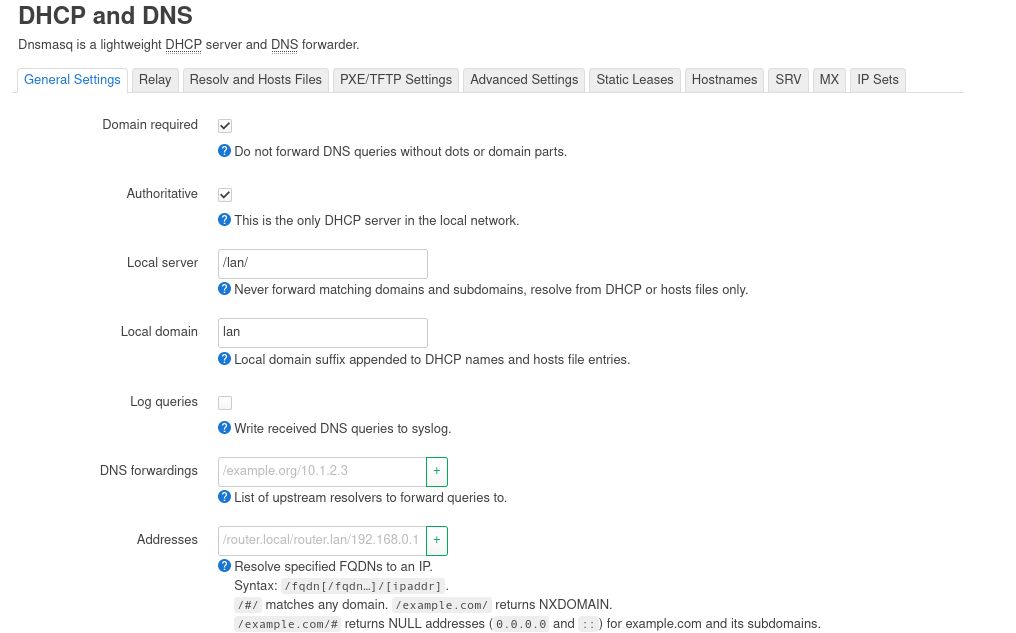 DHCP and DNS
Dnsmasq is a lightweight DHCP server and DNS forwarder.
General Settings Relay Resolv and Hosts Files PXE/TFTP Settings Advanced Settings Static Leases Hostnames SRV MX IP Sets
Domain required
Do not forward DNS queries without dots or domain parts.
Authoritative
This is the only DHCP server in the local network.
Local server /lan/
Never forward matching domains and subdomains, resolve from DHCP or hosts files only.
Local domain lan
Local domain suffix appended to DHCP names and hosts file entries.
Log queries
Write received DNS queries to syslog.
DNS forwardings /example.org/10.1.2.3 +
List of upstream resolvers to forward queries to.
Addresses /router.local/router.lan/192.168.0.1 +
Resolve specified FQDNs to an IP.
Syntax: /fqdn[/fqdn…]/[ipaddr] .
/#/ matches any domain. /example.com/ returns NXDOMAIN.
/example.com/# returns NULL addresses ( 0.0.0.0 and :: ) for example.com and its subdomains.